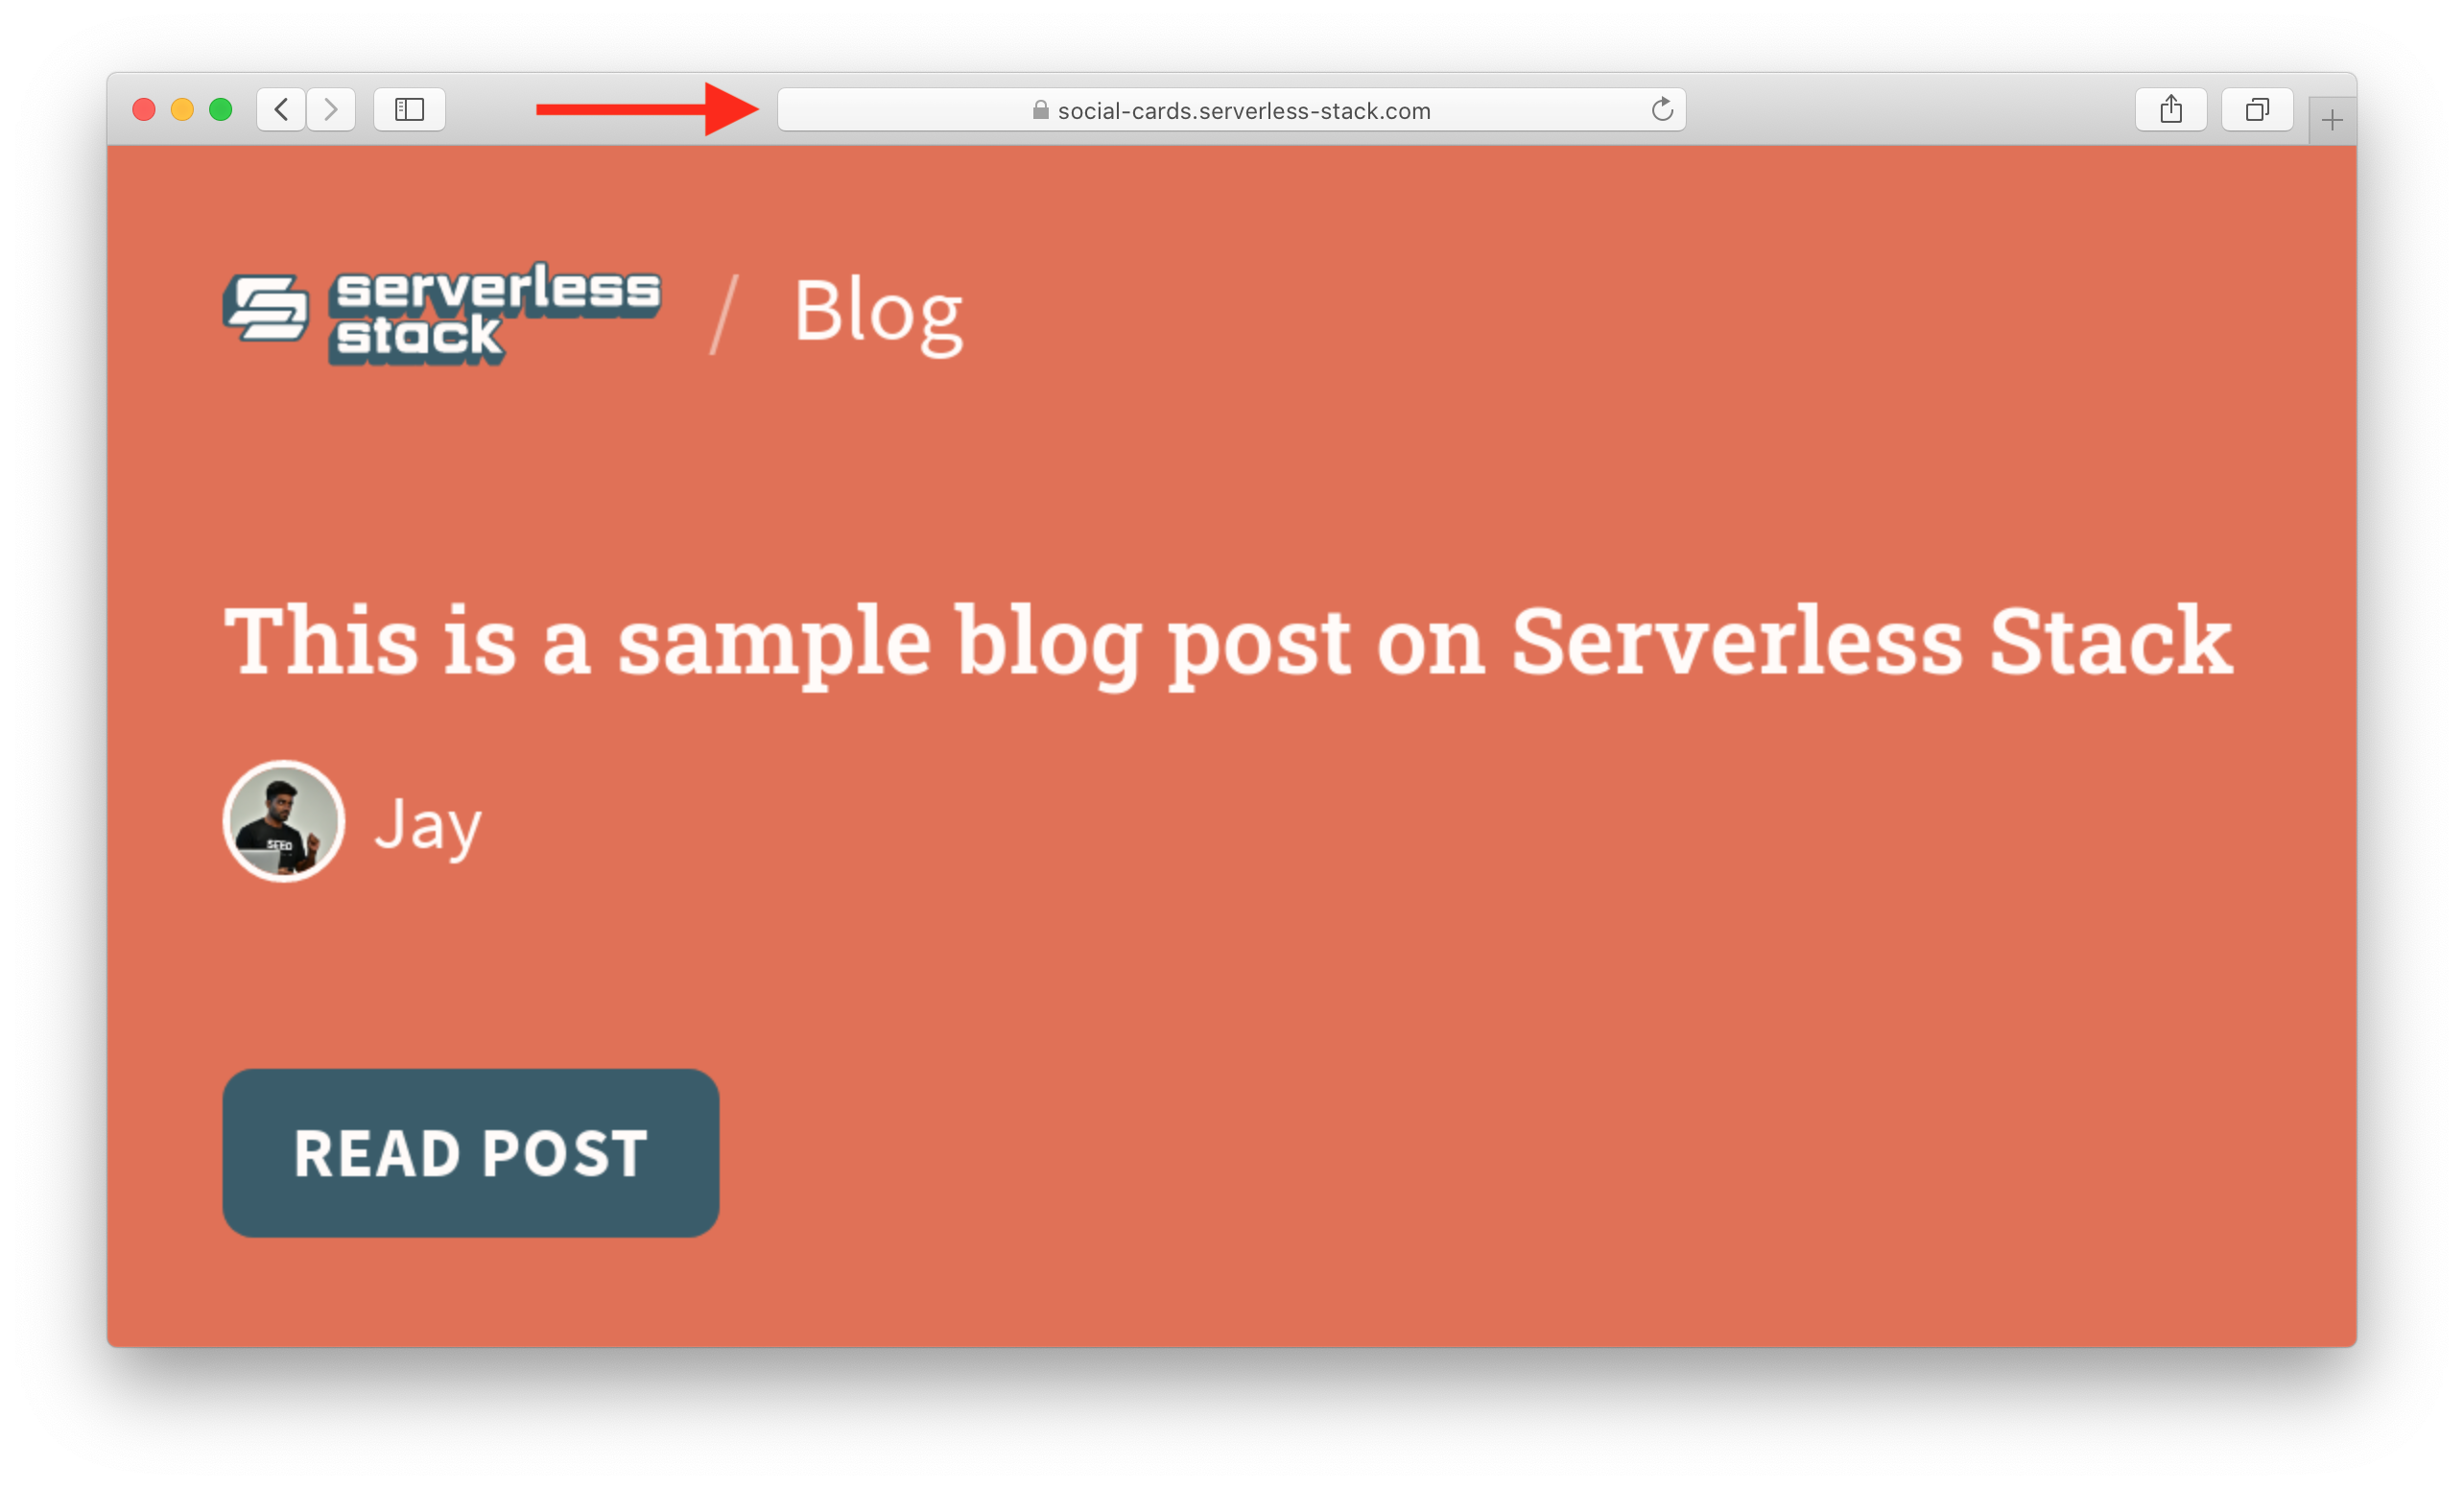 social-cards.serverless-stack.com
serverless
stack
/ Blog
This is a sample blog post on Serverless Stack
SEED
Jay
READ POST